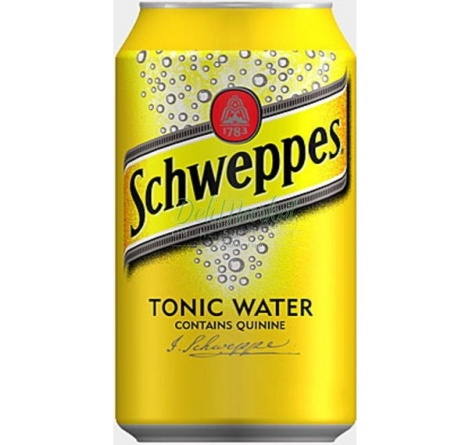 1783
Schweppes
TONIC WATER
CONTAINS QUININE
J. Schweppe